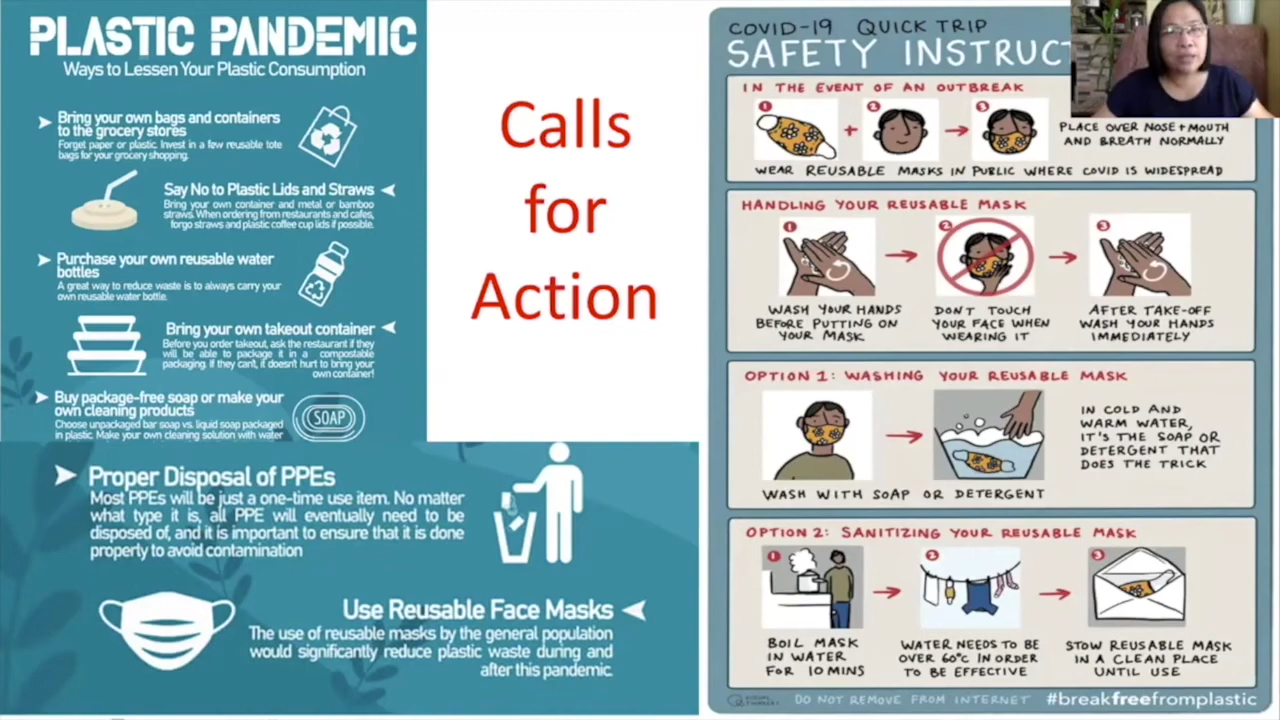 PLASTIC PANDEMIC
Ways to Lessen Your Plastic Consumption
Bring your own bags and containers
to the grocery stores
Forget paper or plastic. Invest in a few reusable tote
bags for your grocery shopping.
Say No to Plastic Lids and Straws
Bring your own container and metal or bamboo
straws. When ordering from restaurants and cafes,
forgo straws and plastic coffee cup lids if possible.
Purchase your own reusable water
bottles
A great way to reduce waste is to always carry your
own reusable water bottle.
Bring your own takeout container
Before you order takeout, ask the restaurant if they
will be able to package it in a compostable
packaging. If they can't, it doesn't hurt to bring your
own container!
Buy package-free soap or make your
own cleaning products
Choose unpackaged bar soap vs. liquid soap packaged
in plastic. Make your own cleaning solution with water
SOAP
Proper Disposal of PPEs
Most PPEs will be just a one-time use item. No matter
what type it is, all PPE will eventually need to be
disposed of, and it is important to ensure that it is done
properly to avoid contamination
Use Reusable Face Masks
The use of reusable masks by the general population
would significantly reduce plastic waste during and
after this pandemic.
Calls
for
Action
COVID-19 QUICK TRIP
SAFETY INSTRUCT
IN THE EVENT OF AN OUTBREAK
1
2
3
+
PLACE OVER NOSE + MOUTH
AND BREATH NORMALLY
WEAR REUSABLE MASKS IN PUBLIC WHERE COVID IS WIDESPREAD
HANDLING YOUR REUSABLE MASK
1
2
3
WASH YOUR HANDS
BEFORE PUTTING ON
YOUR MASK
DON'T TOUCH
YOUR FACE WHEN
WEARING IT
AFTER TAKE-OFF
WASH YOUR HANDS
IMMEDIATELY
OPTION 1: WASHING YOUR REUSABLE MASK
IN COLD AND
WARM WATER,
IT'S THE SOAP OR
DETERGENT THAT
DOES THE TRICK
WASH WITH SOAP OR DETERGENT
OPTION 2: SANITIZING YOUR REUSABLE MASK
1
2
3
BOIL MASK
IN WATER
FOR 10 MINS
WATER NEEDS TO BE
OVER 60°C IN ORDER
TO BE EFFECTIVE
STOW REUSABLE MASK
IN A CLEAN PLACE
UNTIL USE
DO NOT REMOVE FROM INTERNET
#breakfreefromplastic